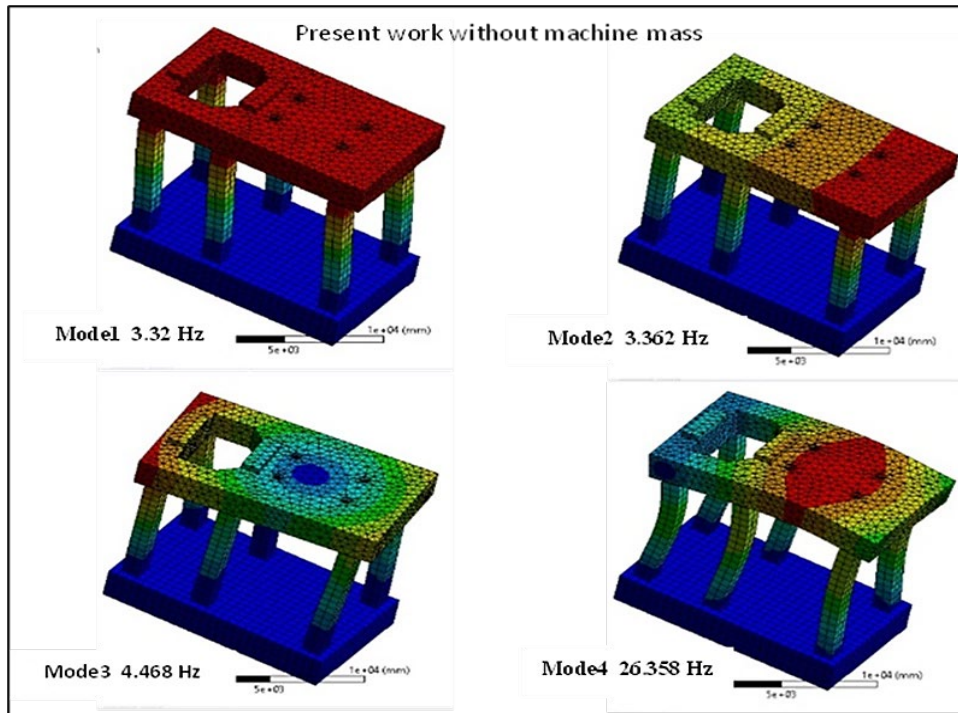 Present work without machine mass
Mode1 3.32 Hz
1e+04 (mm)
5e+03
Mode2 3.362 Hz
1e+04 (mm)
5e+03
Mode3 4.468 Hz
1e+04 (mm)
5e+03
Mode4 26.358 Hz
1e+04 (mm)
5e+03